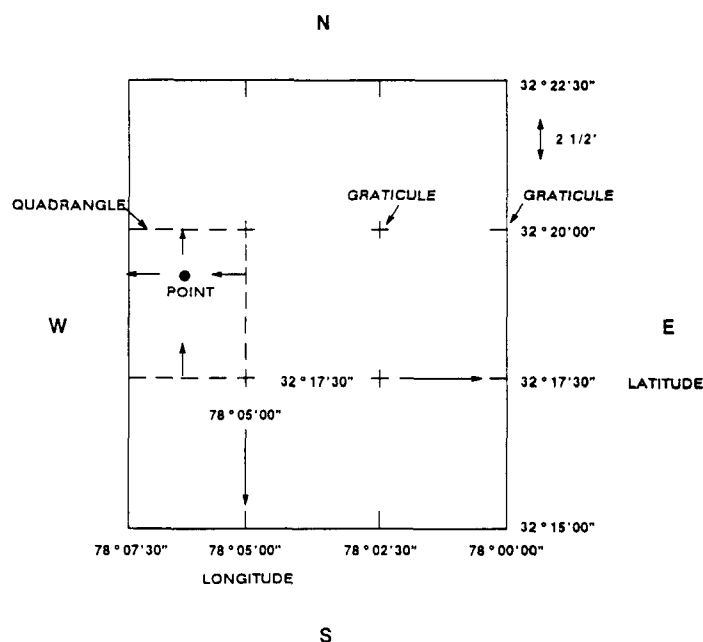 N
32°22'30"
2 1/2'
QUADRANGLE
GRATICULE
GRATICULE
32°20'00"
POINT
W
E
32°17'30"
32°17'30"
LATITUDE
78°05'00"
32°15'00"
78°07'30" 78°05'00" 78°02'30" 78°00'00"
LONGITUDE
S